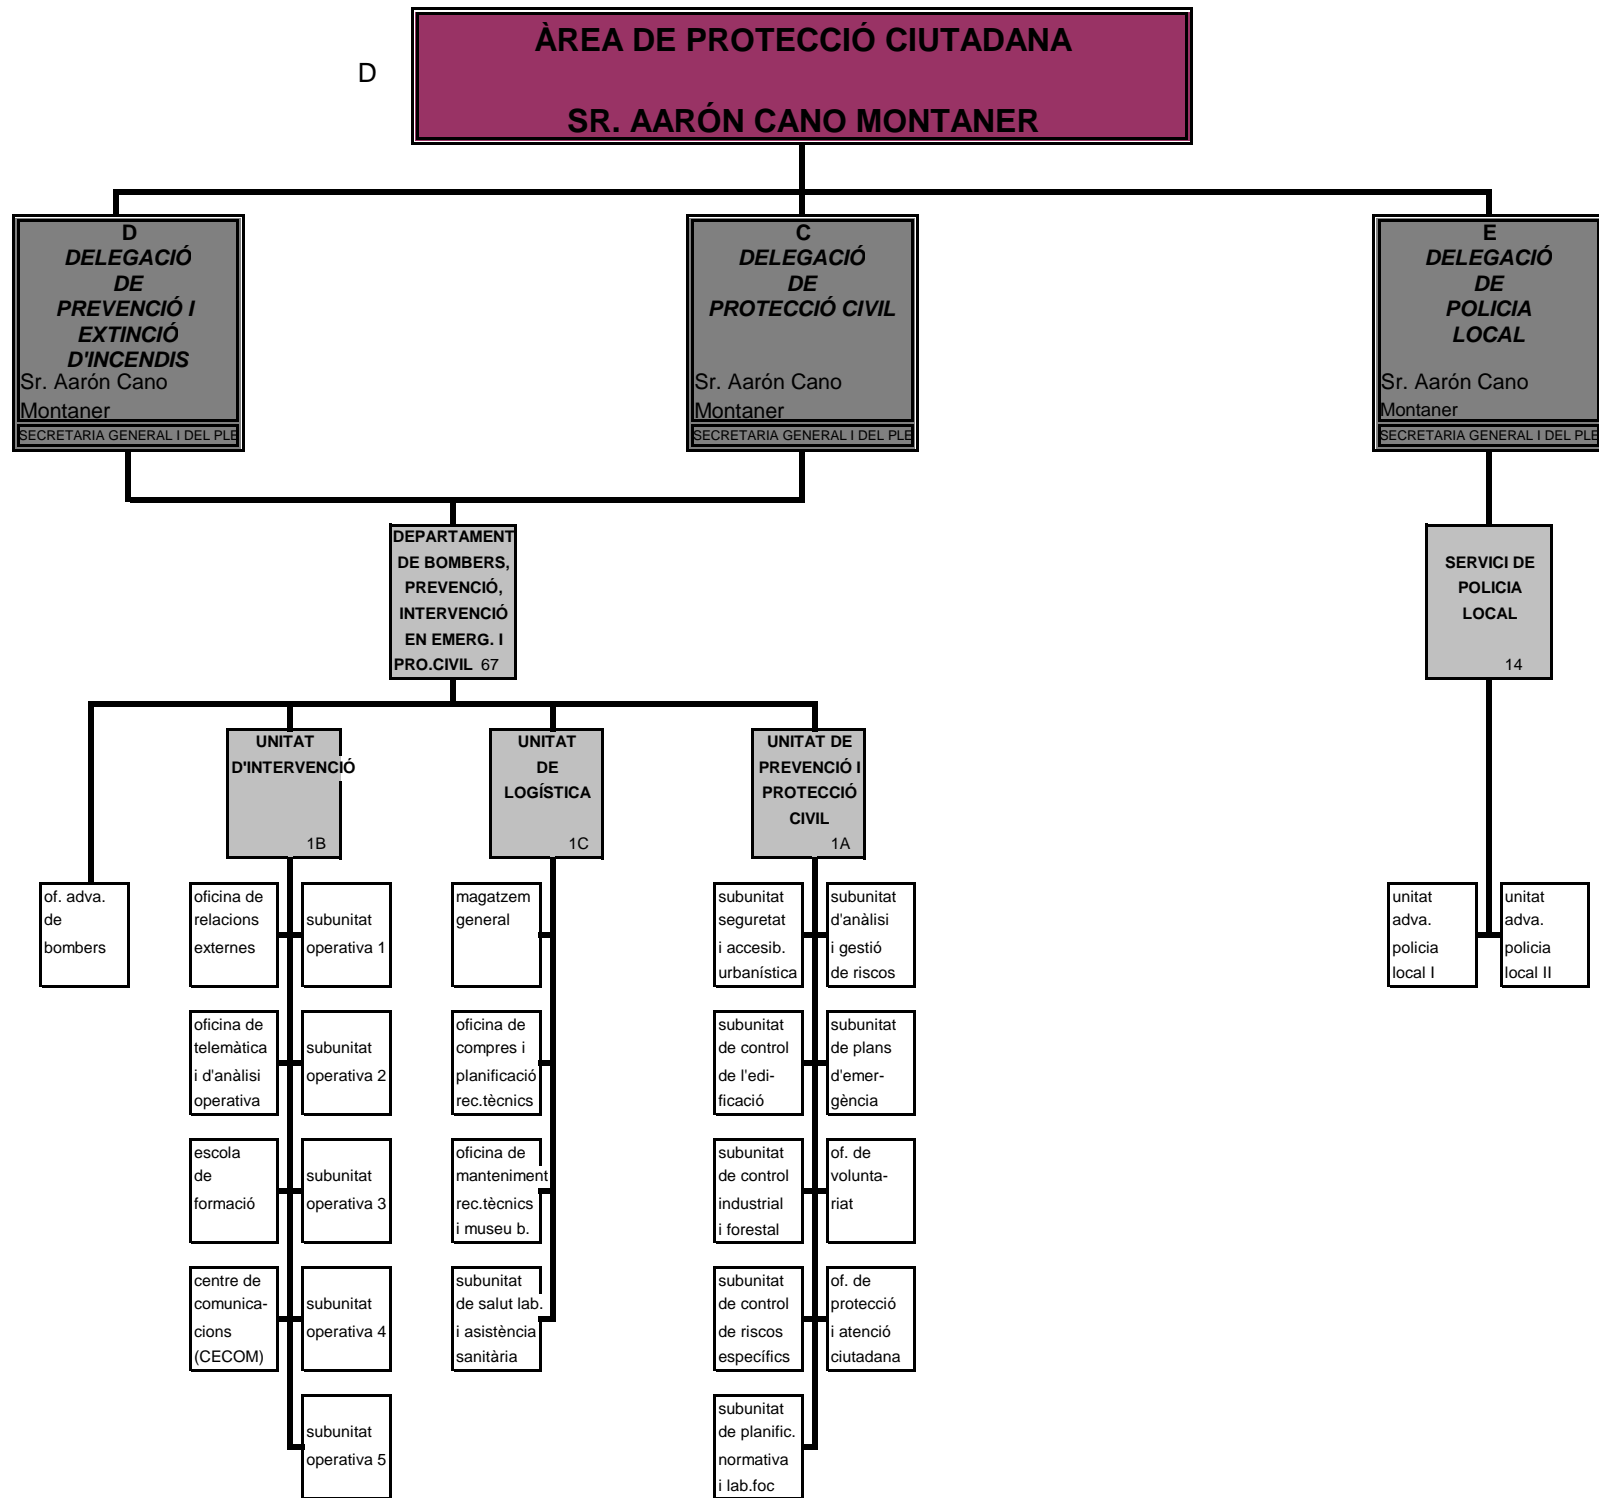 ÀREA DE PROTECCIÓ CIUTADANA
D
SR. AARÓN CANO MONTANER
D
DELEGACIÓ
DE
PREVENCIÓ I
EXTINCIÓ
D'INCENDIS
Sr. Aarón Cano
Montaner
SECRETARIA GENERAL I DEL PLE
C
DELEGACIÓ
DE
PROTECCIÓ CIVIL
Sr. Aarón Cano
Montaner
SECRETARIA GENERAL I DEL PLE
E
DELEGACIÓ
DE
POLICIA
LOCAL
Sr. Aarón Cano
Montaner
SECRETARIA GENERAL I DEL PLE
DEPARTAMENT
DE BOMBERS,
PREVENCIÓ,
INTERVENCIÓ
EN EMERG. I
PRO.CIVIL 67
SERVICI DE
POLICIA
LOCAL
14
UNITAT
D'INTERVENCIÓ
1B
UNITAT
DE
LOGÍSTICA
1C
UNITAT DE
PREVENCIÓ I
PROTECCIÓ
CIVIL
1A
of. adva.
de
bombers
oficina de
relacions
externes
subunitat
operativa 1
magatzem
general
subunitat
seguretat
i accesib.
urbanística
subunitat
d'anàlisi
i gestió
de riscos
unitat
adva.
policia
local I
unitat
adva.
policia
local II
oficina de
telemàtica
i d'anàlisi
operativa
subunitat
operativa 2
oficina de
compres i
planificació
rec.tècnics
subunitat
de control
de l'edi-
ficació
subunitat
de plans
d'emer-
gència
escola
de
formació
subunitat
operativa 3
oficina de
manteniment
rec.tècnics
i museu b.
subunitat
de control
industrial
i forestal
of. de
volunta-
riat
centre de
comunica-
cions
(CECOM)
subunitat
operativa 4
subunitat
de salut lab.
i asistència
sanitària
subunitat
de control
de riscos
específics
of. de
protecció
i atenció
ciutadana
subunitat
operativa 5
subunitat
de planific.
normativa
i lab.foc